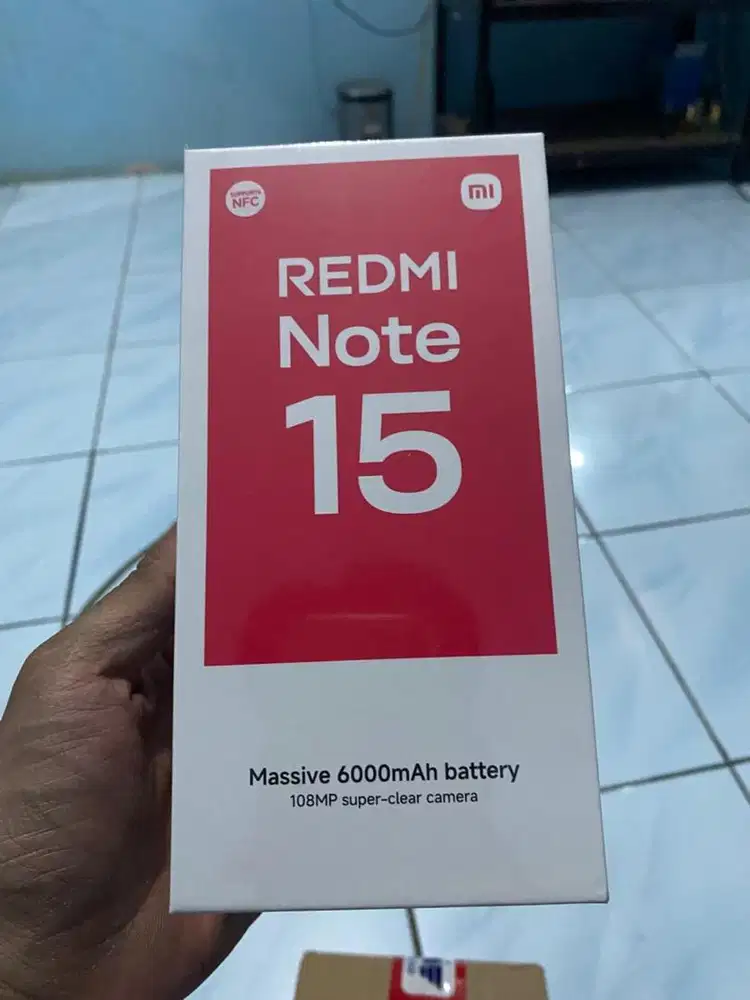 SUPPORTS
NFC
mi
REDMI
Note
15
Massive 6000mAh battery
108MP super-clear camera